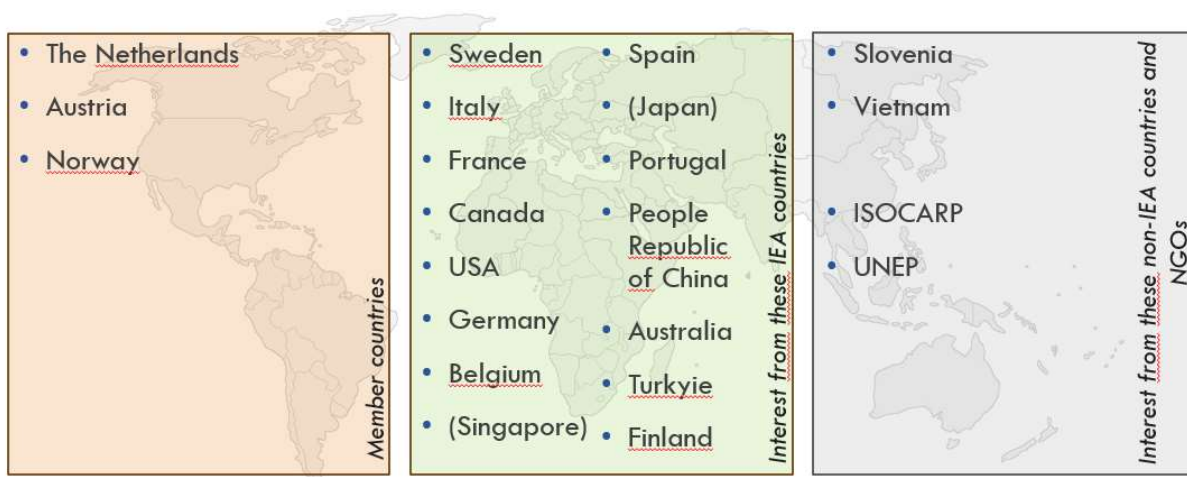 • The Netherlands
• Austria
• Norway
Member countries
• Sweden
• Italy
• France
• Canada
• USA
• Germany
• Belgium
• (Singapore)
• Spain
• (Japan)
• Portugal
• People
Republic
of China
• Australia
• Turkyie
• Finland
Interest from these IEA countries
• Slovenia
• Vietnam
• ISOCARP
• UNEP
Interest from these non-IEA countries and
NGOs